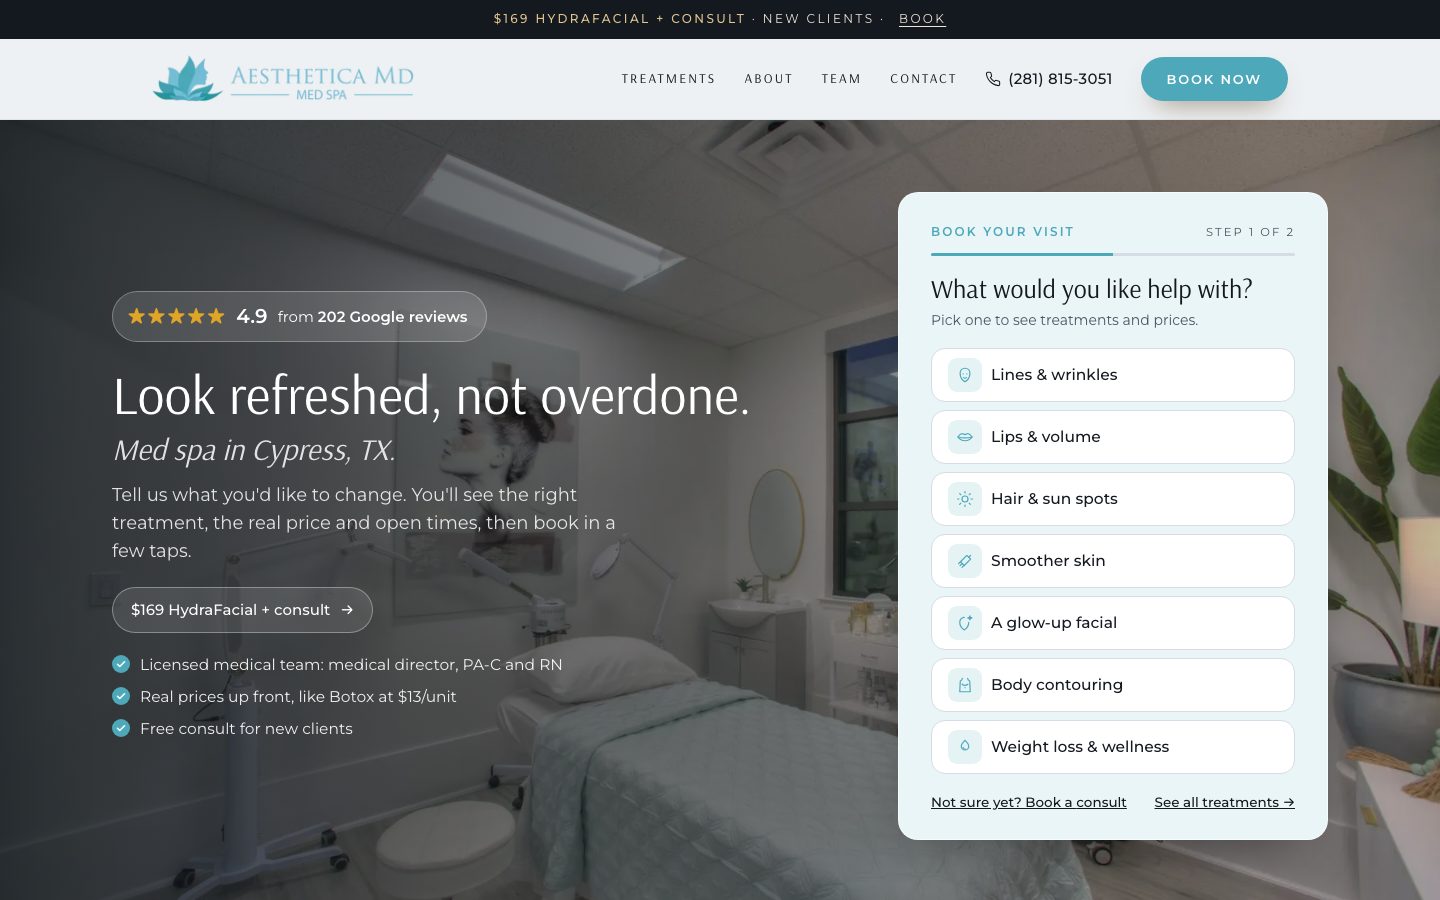 $169 HYDRAFACIAL + CONSULT · NEW CLIENTS · BOOK
AESTHETICA MD
MED SPA
TREATMENTS ABOUT TEAM CONTACT (281) 815-3051 BOOK NOW
4.9 from 202 Google reviews
Look refreshed, not overdone.
Med spa in Cypress, TX.
Tell us what you'd like to change. You'll see the right
treatment, the real price and open times, then book in a
few taps.
$169 HydraFacial + consult →
Licensed medical team: medical director, PA-C and RN
Real prices up front, like Botox at $13/unit
Free consult for new clients
BOOK YOUR VISIT STEP 1 OF 2
What would you like help with?
Pick one to see treatments and prices.
Lines & wrinkles
Lips & volume
Hair & sun spots
Smoother skin
A glow-up facial
Body contouring
Weight loss & wellness
Not sure yet? Book a consult See all treatments →